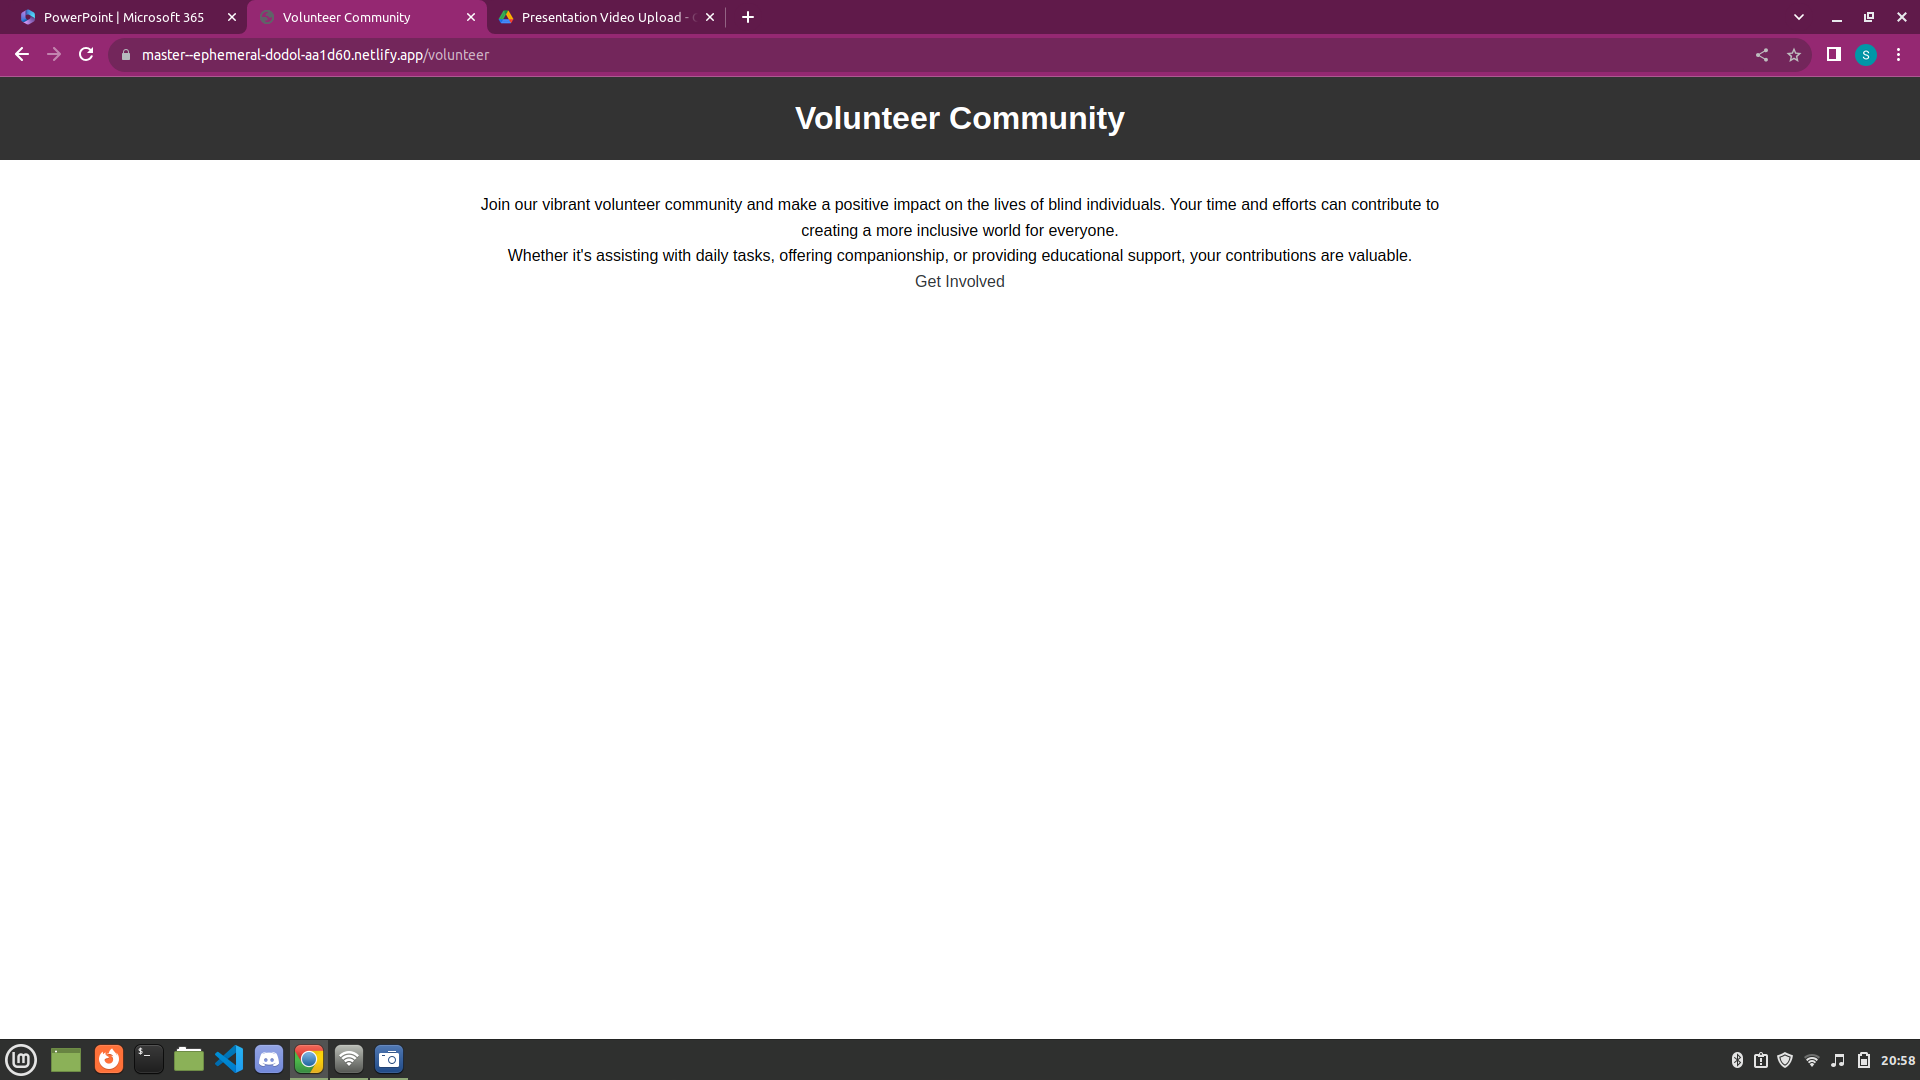 PowerPoint | Microsoft 365
Volunteer Community
Presentation Video Upload -
master--ephemeral-dodol-aa1d60.netlify.app/volunteer
S
Volunteer Community
Join our vibrant volunteer community and make a positive impact on the lives of blind individuals. Your time and efforts can contribute to
creating a more inclusive world for everyone.
Whether it's assisting with daily tasks, offering companionship, or providing educational support, your contributions are valuable.
Get Involved
$_
20:58